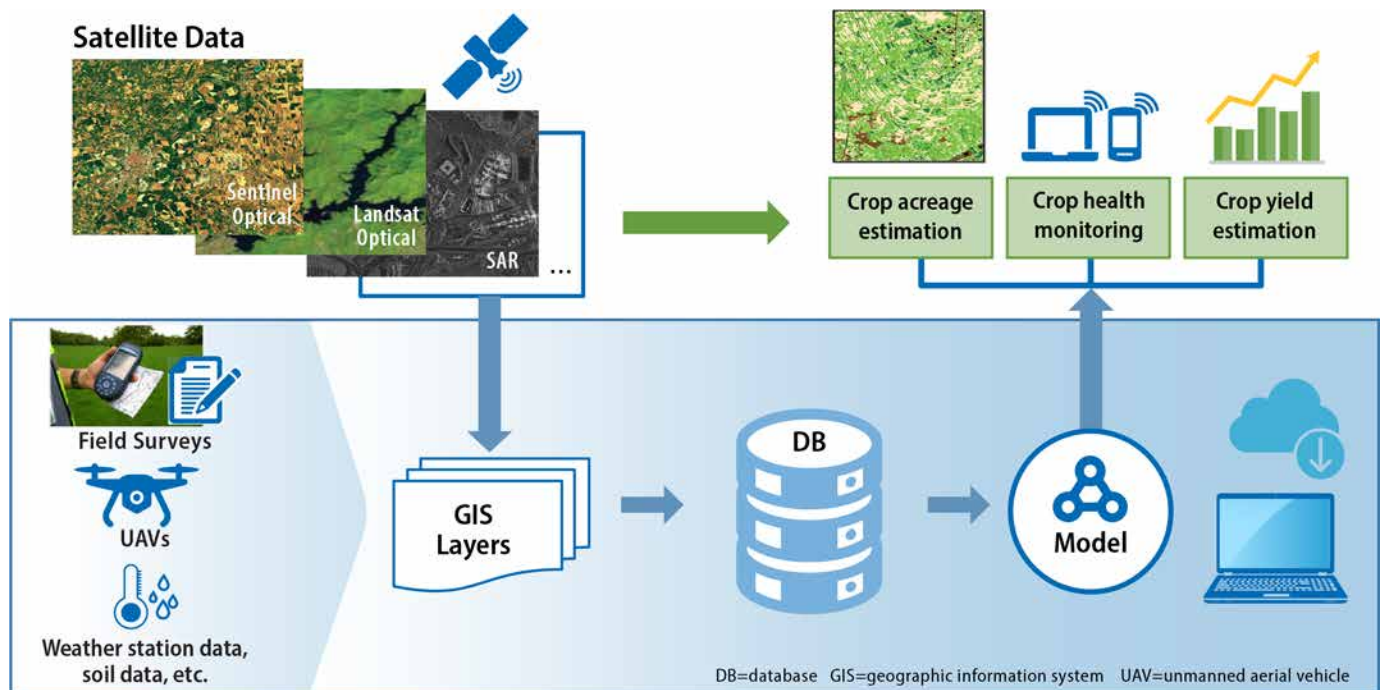 Satellite Data
Sentinel
Optical
Landsat
Optical
SAR
...
Crop acreage
estimation
Crop health
monitoring
Crop yield
estimation
Field Surveys
UAVs
Weather station data,
soil data, etc.
GIS
Layers
DB
Model
DB=database GIS=geographic information system UAV=unmanned aerial vehicle